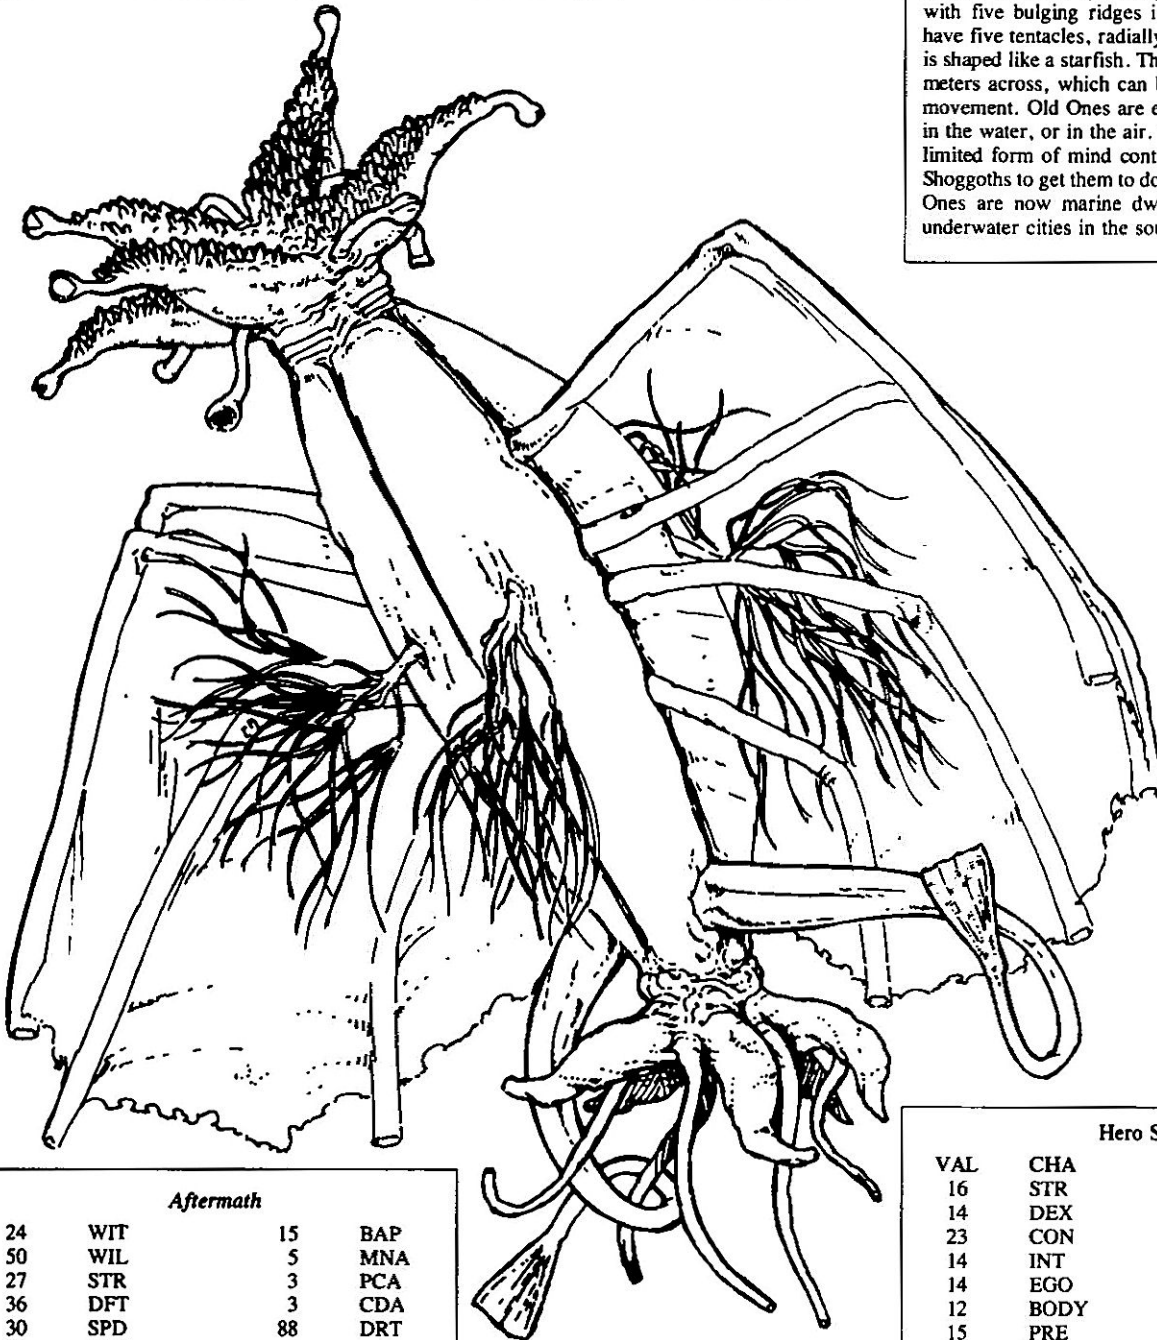 with five bulging ridges i
have five tentacles, radially
is shaped like a starfish. Th
meters across, which can
movement. Old Ones are e
in the water, or in the air.
limited form of mind cont
Shoggoths to get them to do
Ones are now marine dw
underwater cities in the sou
Aftermath
24 WIT 15 BAP
50 WIL 5 MNA
27 STR 3 PCA
36 DFT 3 CDA
30 SPD 88 DRT
Hero S
VAL CHA
16 STR
14 DEX
23 CON
14 INT
14 EGO
12 BODY
15 PRE